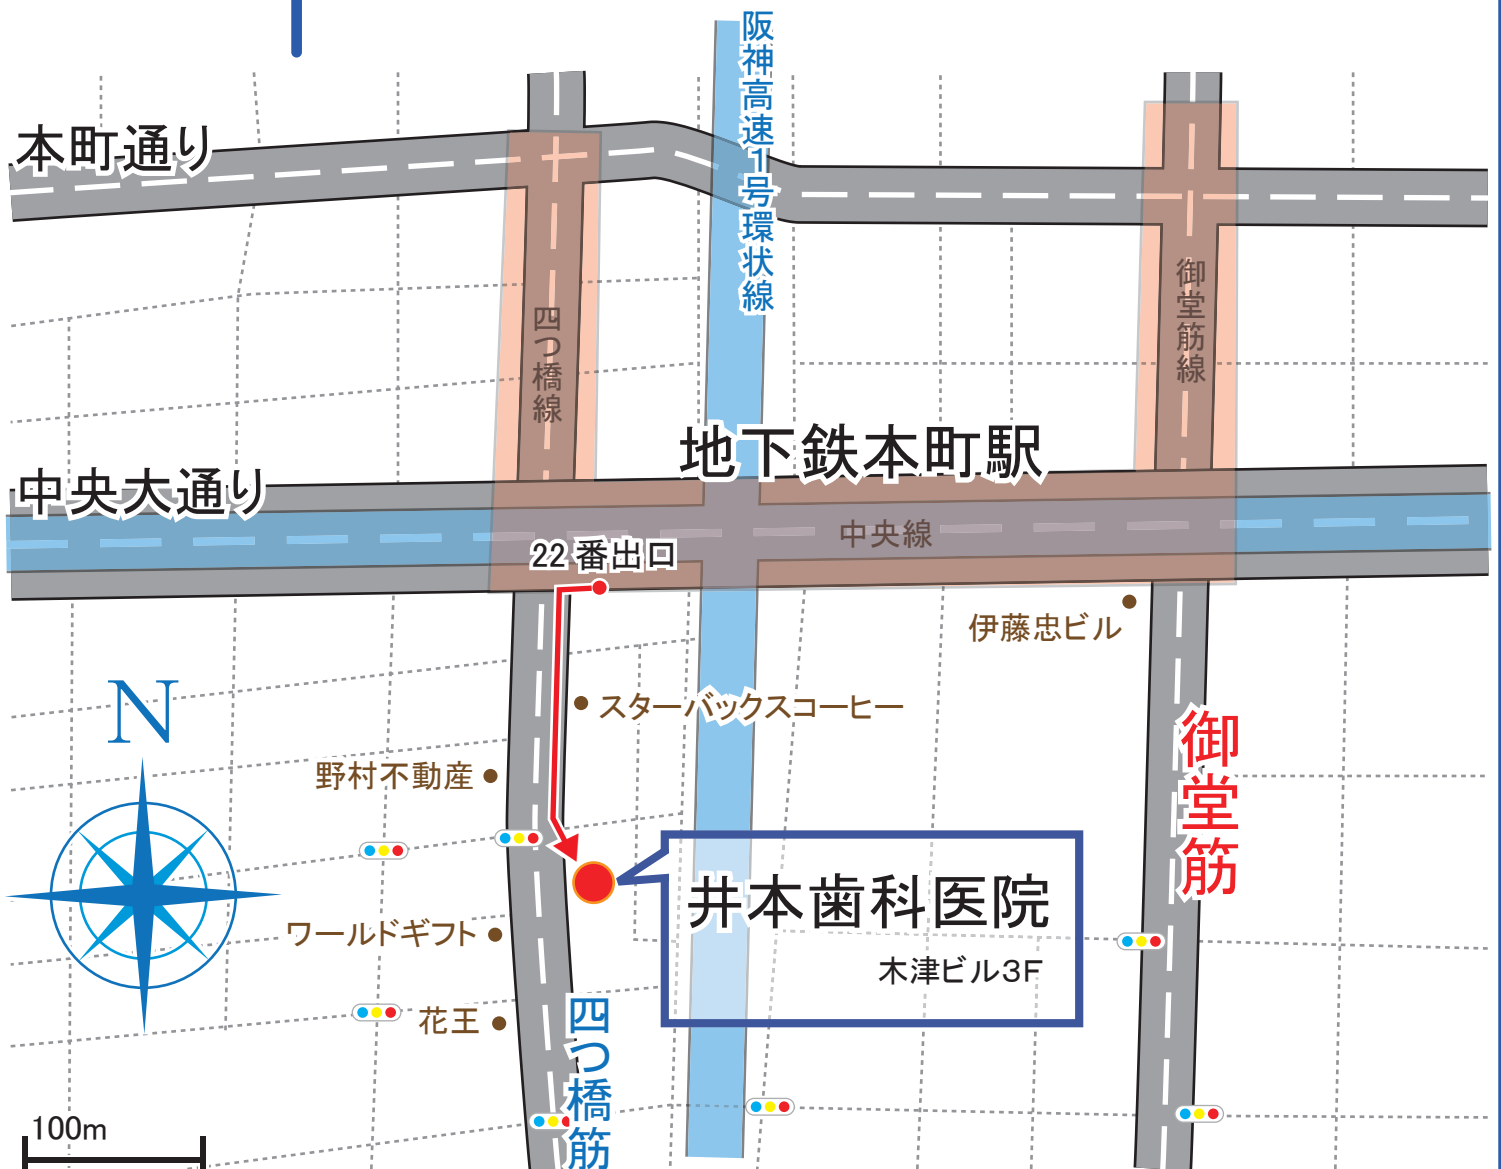 阪神高速1号環状線
本町通り
四つ橋線
御堂筋線
地下鉄本町駅
中央大通り
中央線
22番出口
伊藤忠ビル
スターバックスコーヒー
N
野村不動産
御堂筋
井本歯科医院
木津ビル3F
ワールドギフト
花王
四つ橋筋
100m